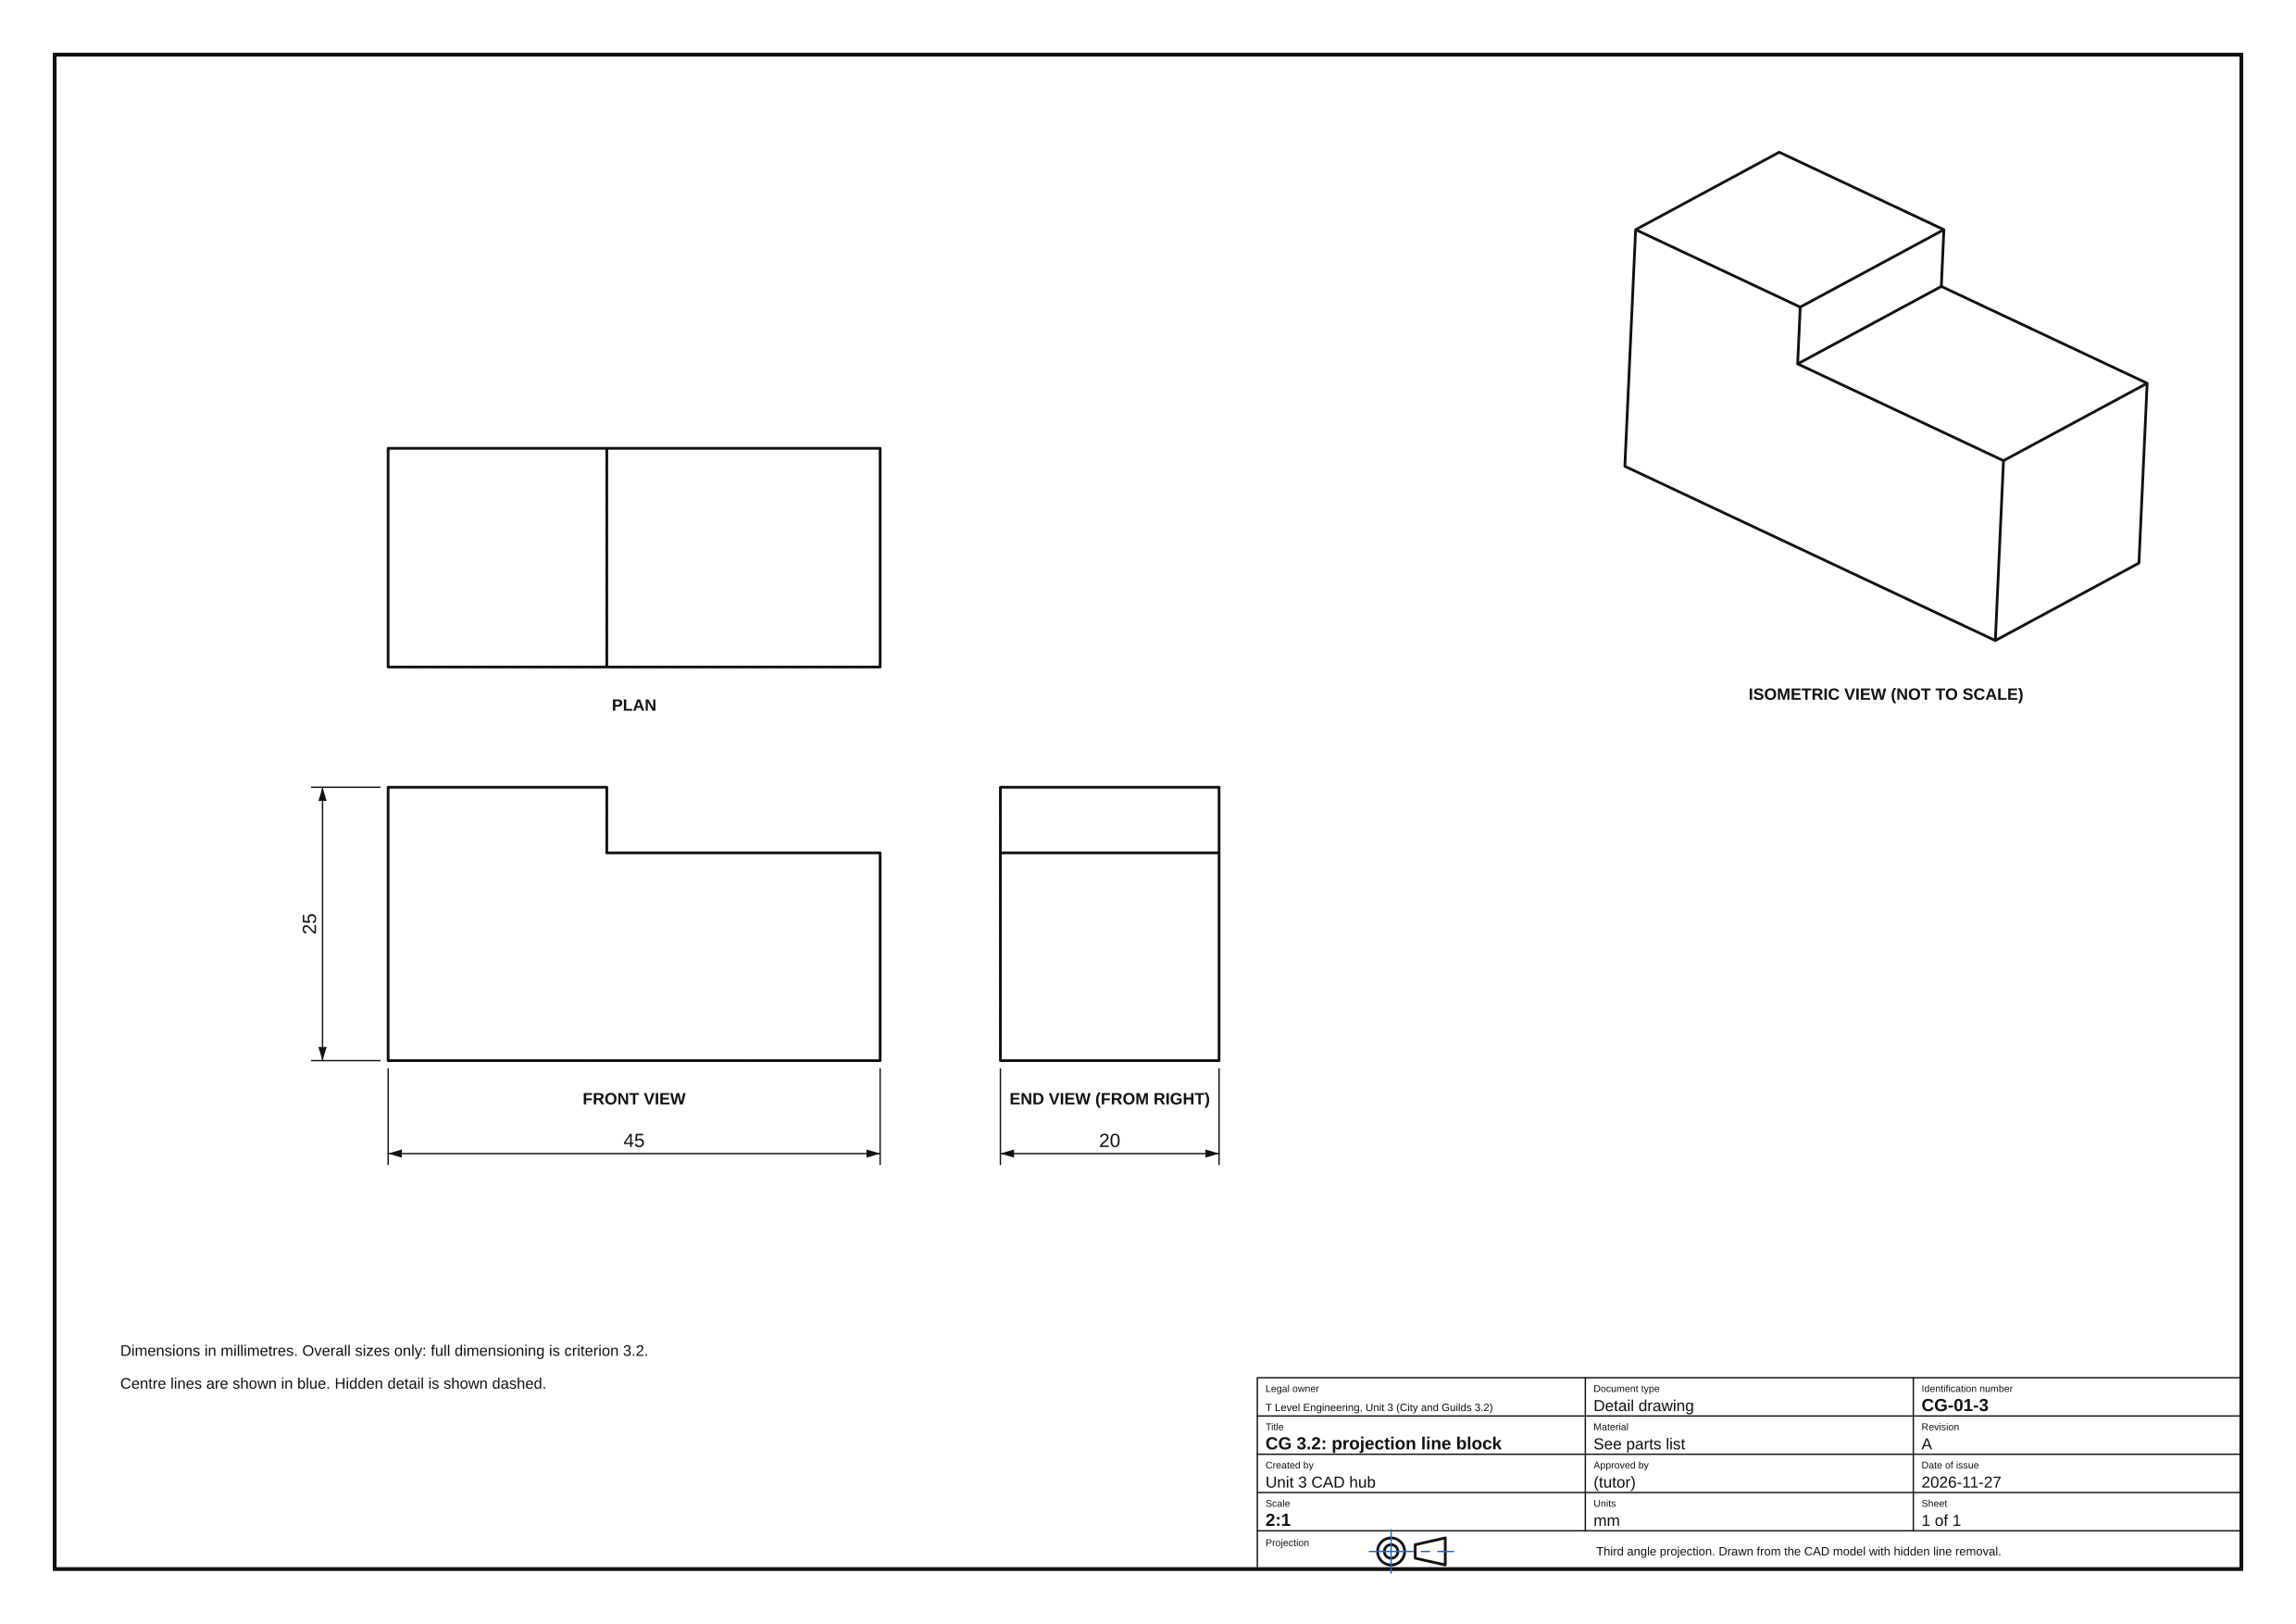 PLAN
ISOMETRIC VIEW (NOT TO SCALE)
25
FRONT VIEW
END VIEW (FROM RIGHT)
45
20
Dimensions in millimetres. Overall sizes only: full dimensioning is criterion 3.2.
Centre lines are shown in blue. Hidden detail is shown dashed.
Legal owner
T Level Engineering, Unit 3 (City and Guilds 3.2)
Document type
Detail drawing
Identification number
CG-01-3
Title
CG 3.2: projection line block
Material
See parts list
Revision
A
Created by
Unit 3 CAD hub
Approved by
(tutor)
Date of issue
2026-11-27
Scale
2:1
Units
mm
Sheet
1 of 1
Projection
Third angle projection. Drawn from the CAD model with hidden line removal.